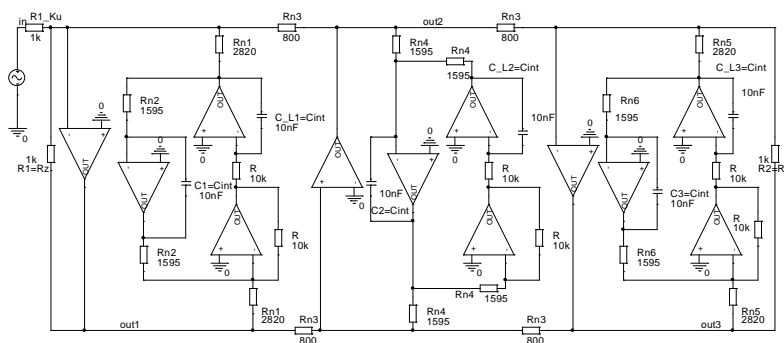 in
R1_Ku
1k
Rn3
800
out2
Rn3
800
Rn1
2820
Rn4
1595
Rn4
1595
Rn5
2820
Rn2
1595
OUT
C_L1=Cint
10nF
OUT
C_L2=Cint
10nF
Rn6
1595
OUT
C_L3=Cint
10nF
0
0
0
0
0
0
0
1k
R1=Rz
OUT
OUT
C1=Cint
10nF
R
10k
OUT
0
10nF
C2=Cint
OUT
R
10k
OUT
OUT
C3=Cint
10nF
R
10k
1k
Rn2
1595
OUT
R
10k
0
OUT
R
10k
0
Rn6
1595
OUT
R
10k
0
Rn4
1595
Rn1
2820
Rn4
1595
Rn5
2820
out1
Rn3
800
Rn3
800
out3